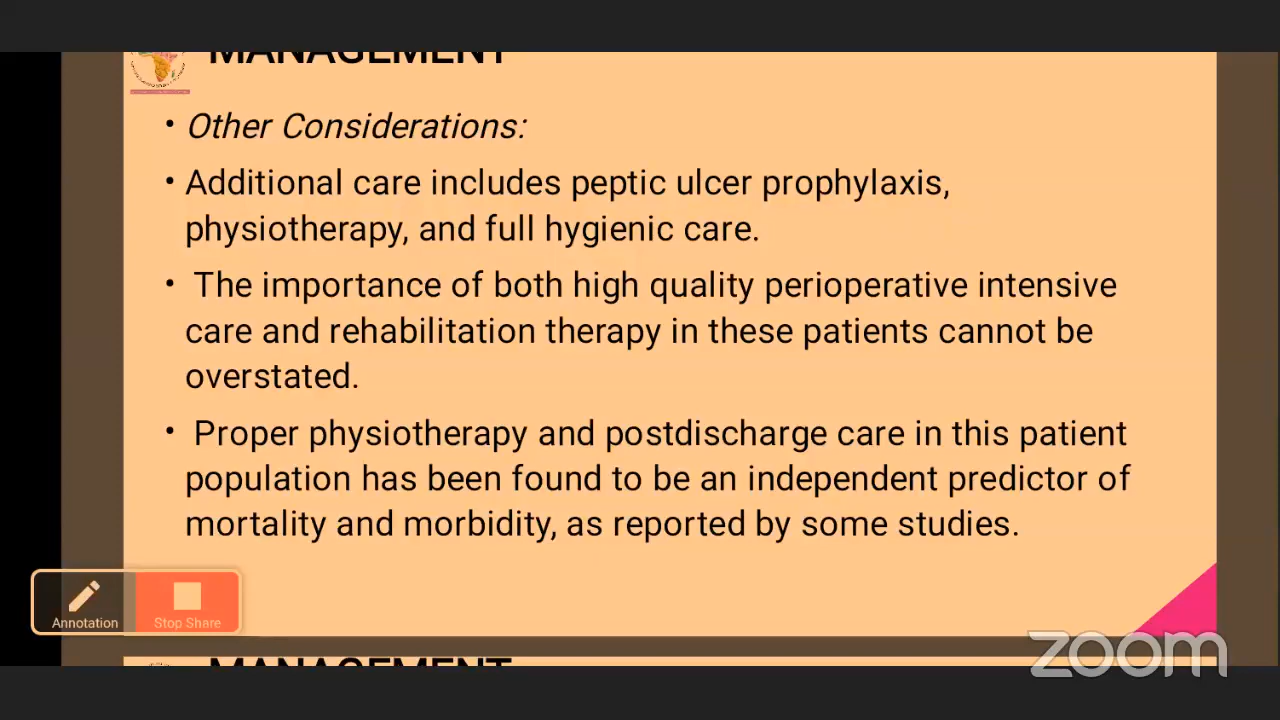 MANAGEMENT
• Other Considerations:
• Additional care includes peptic ulcer prophylaxis,
physiotherapy, and full hygienic care.
• The importance of both high quality perioperative intensive
care and rehabilitation therapy in these patients cannot be
overstated.
• Proper physiotherapy and postdischarge care in this patient
population has been found to be an independent predictor of
mortality and morbidity, as reported by some studies.
Annotation
Stop Share
zoom
MANAGEMENT